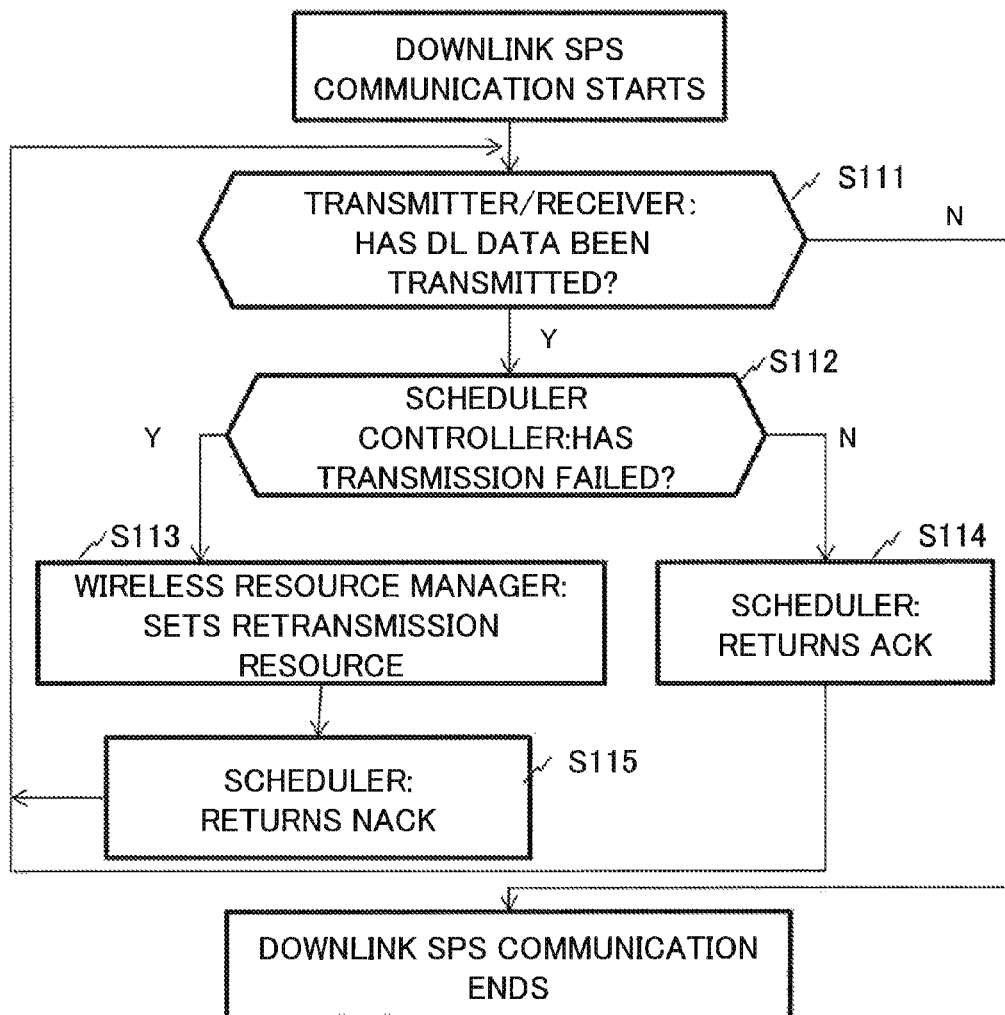 DOWNLINK SPS
COMMUNICATION STARTS
S111
TRANSMITTER/RECEIVER:
HAS DL DATA BEEN
TRANSMITTED?
N
Y
S112
SCHEDULER
CONTROLLER:HAS
TRANSMISSION FAILED?
Y
N
S113
WIRELESS RESOURCE MANAGER:
SETS RETRANSMISSION
RESOURCE
S114
SCHEDULER:
RETURNS ACK
S115
SCHEDULER:
RETURNS NACK
DOWNLINK SPS COMMUNICATION
ENDS